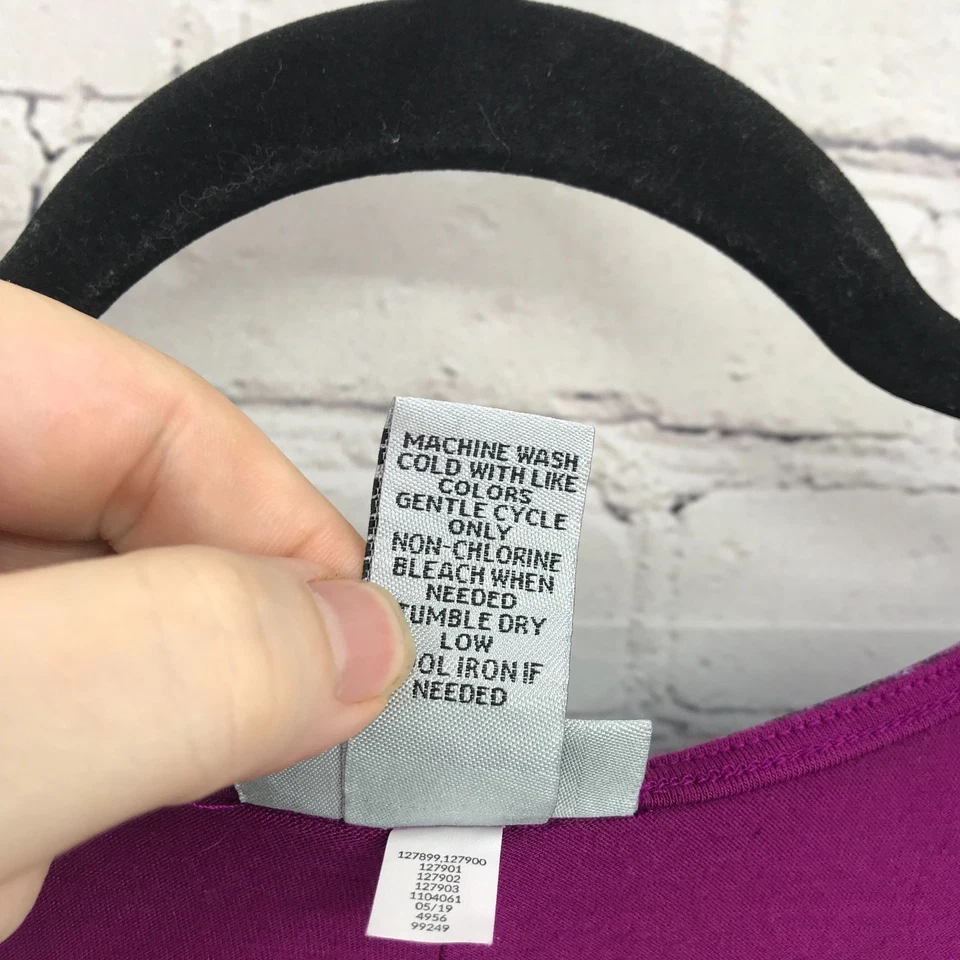 MACHINE WASH
COLD WITH LIKE
COLORS
GENTLE CYCLE
ONLY
NON-CHLORINE
BLEACH WHEN
NEEDED
TUMBLE DRY
LOW
OOL IRON IF
NEEDED
127899,127900
127901
127902
127903
1104061
05/19
4956
99249